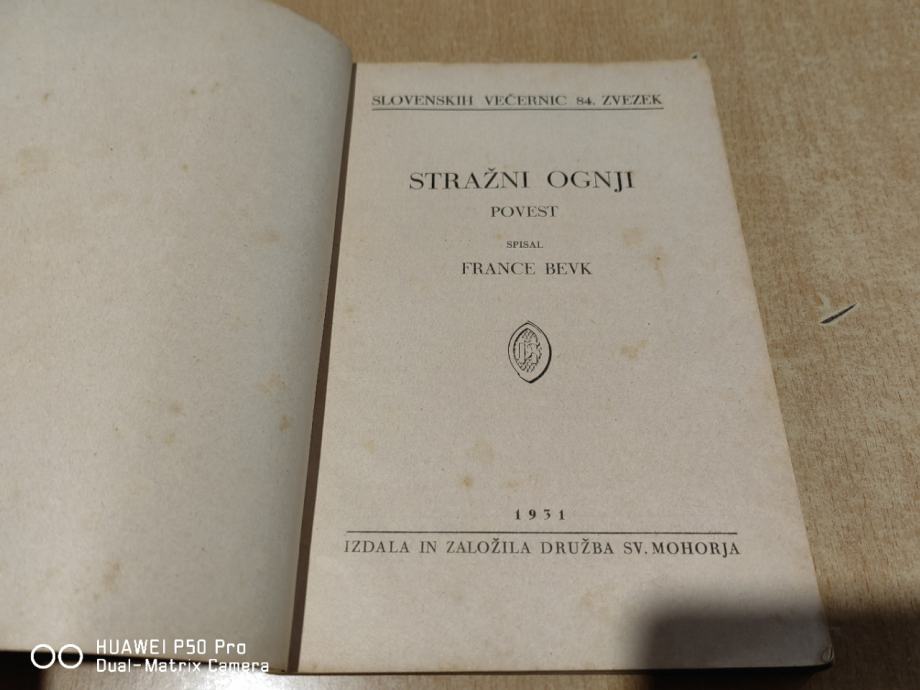 SLOVENSKIH VEČERNIC 84. ZVEZEK
STRAŽNI OGNJI
POVEST
SPISAL
FRANCE BEVK
1931
IZDALA IN ZALOŽILA DRUŽBA SV. MOHORJA
HUAWEI P50 Pro
Dual-Matrix Camera